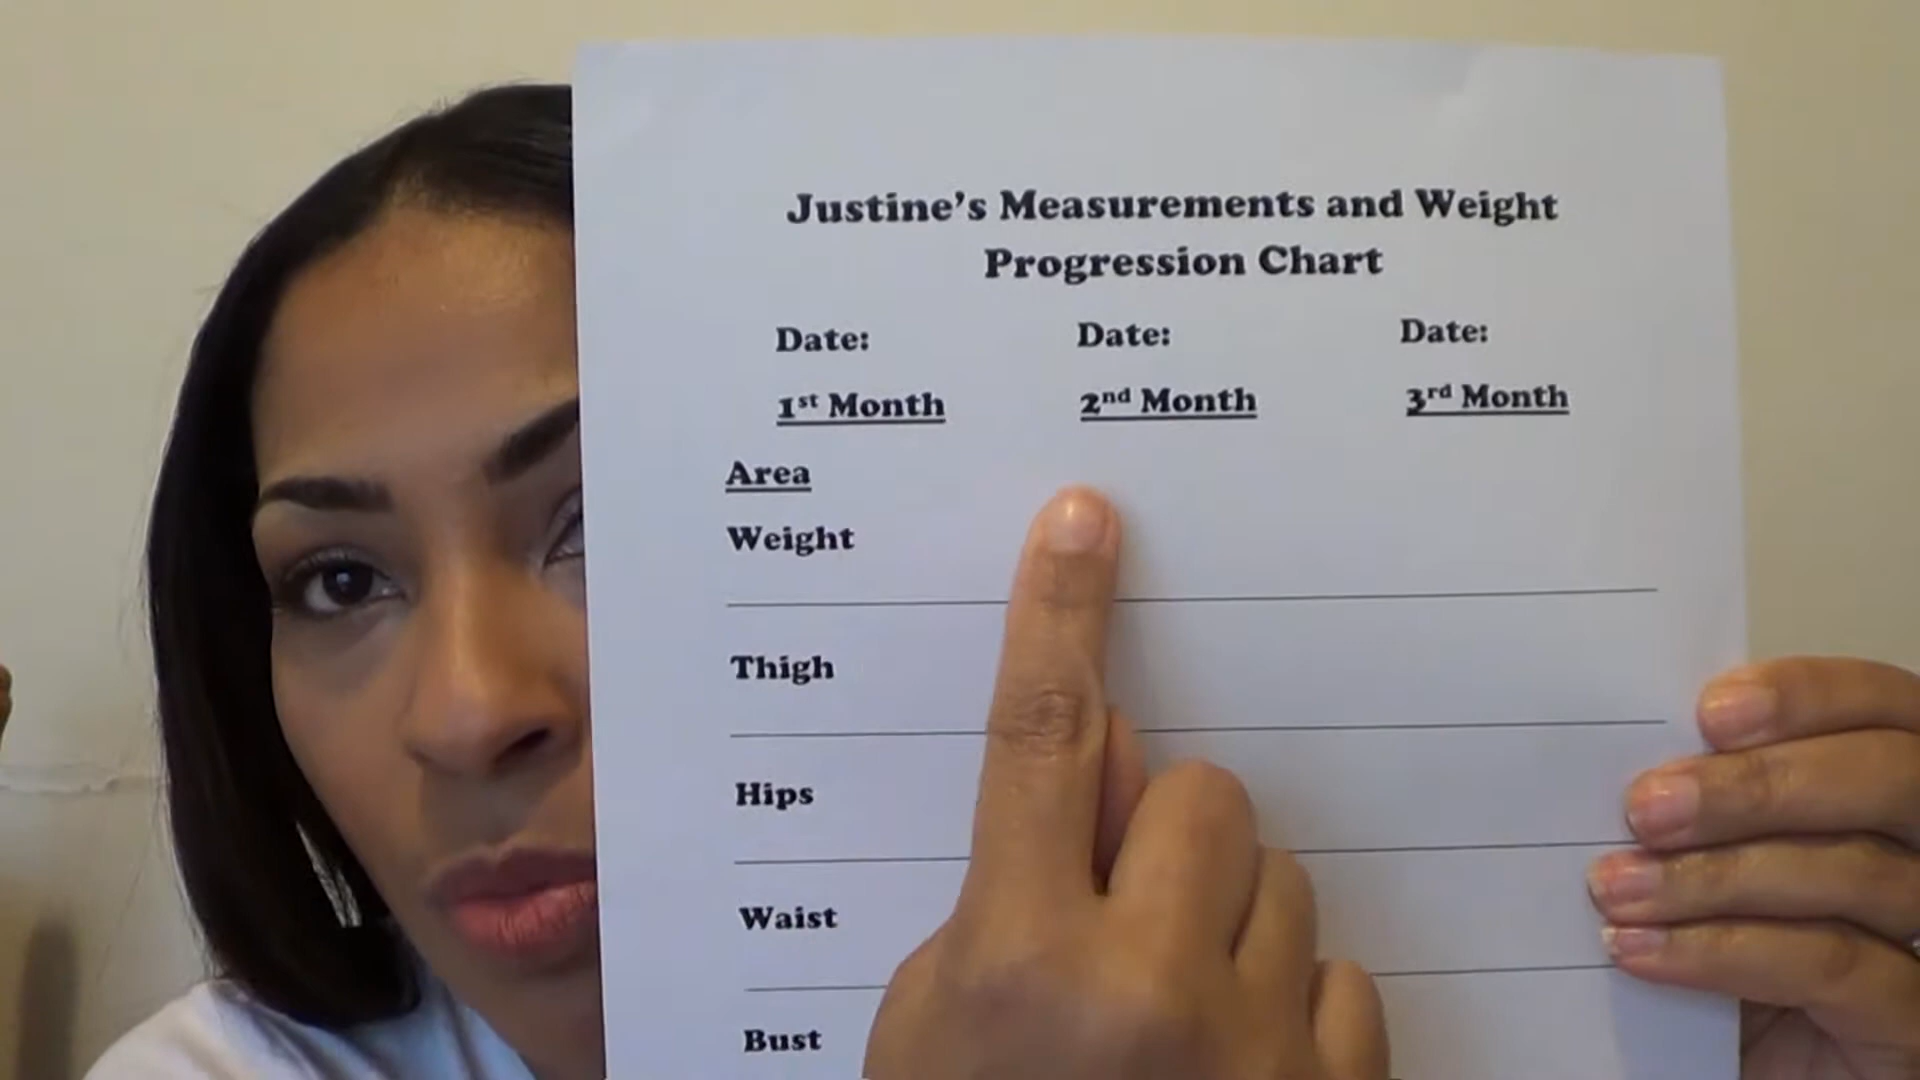 Justine's Measurements and Weight
Progression Chart
Date: Date: Date:
1st Month 2nd Month 3rd Month
Area
Weight
Thigh
Hips
Waist
Bust